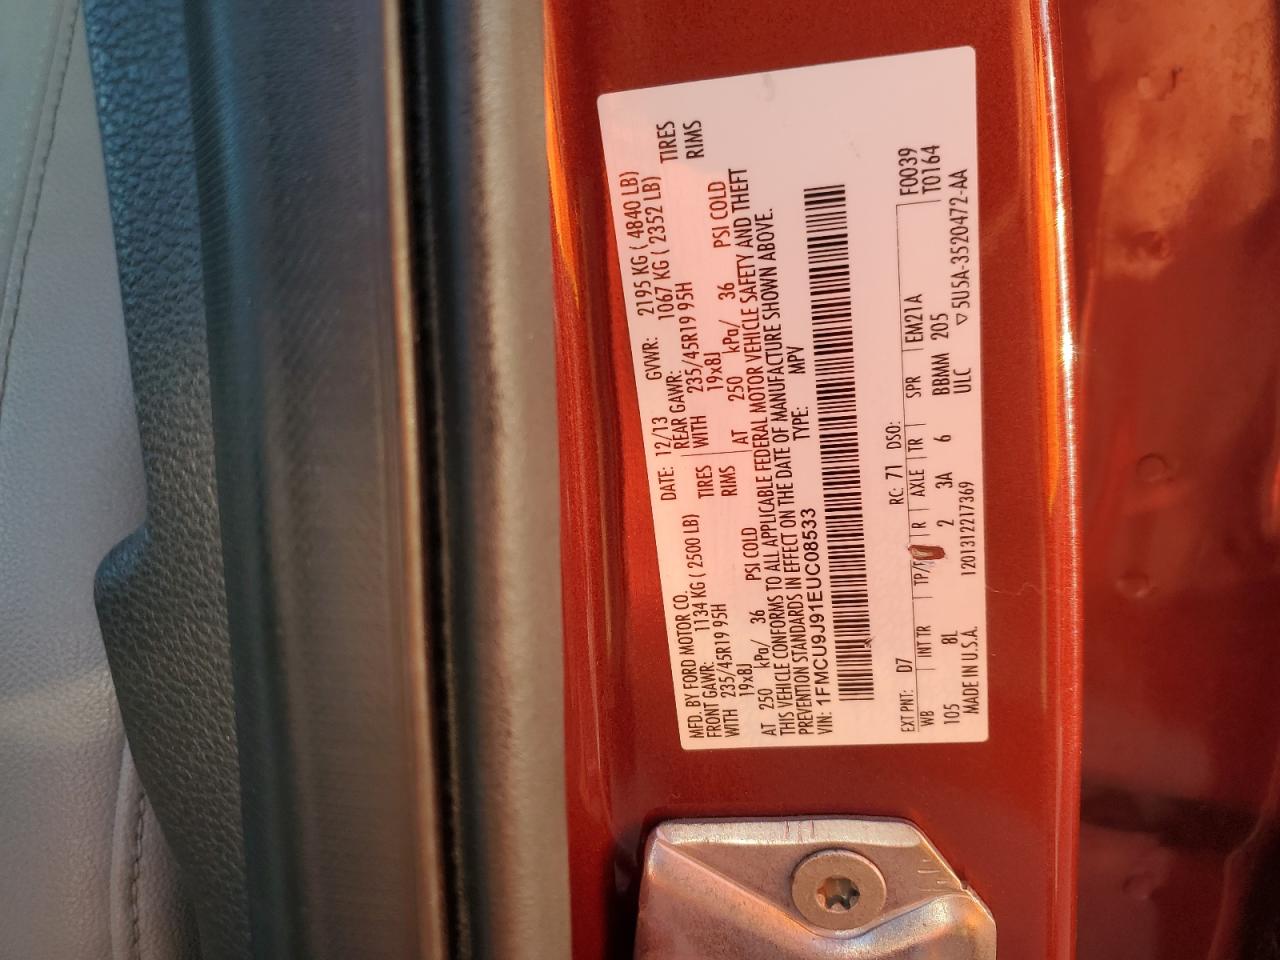 MFD. BY FORD MOTOR CO.
DATE: 12/13 GVWR: 2195 KG ( 4840 LB)
FRONT GAWR: 1134 KG ( 2500 LB) REAR GAWR: 1067 KG ( 2352 LB)
WITH 235/45R19 95H TIRES WITH 235/45R19 95H TIRES
19x8J RIMS 19x8J RIMS
AT 250 kPa/ 36 PSI COLD AT 250 kPa/ 36 PSI COLD
THIS VEHICLE CONFORMS TO ALL APPLICABLE FEDERAL MOTOR VEHICLE SAFETY AND THEFT
PREVENTION STANDARDS IN EFFECT ON THE DATE OF MANUFACTURE SHOWN ABOVE.
VIN: 1FMCU9J91EUC08533 TYPE: MPV
EXT PNT: D7 RC: 71 DSO: F0039
WB INT TR TP/ R AXLE TR SPR EM21A T0164
105 8L 2 3A 6 BBMM 205
MADE IN U.S.A. 1201312217369 ULC ▽5U5A-3520472-AA